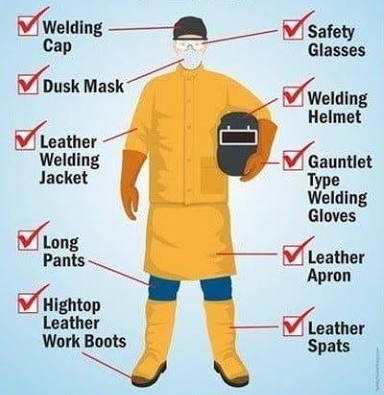 Welding
Cap
Dusk Mask
Leather
Welding
Jacket
Long
Pants
Hightop
Leather
Work Boots
Safety
Glasses
Welding
Helmet
Gauntlet
Type
Welding
Gloves
Leather
Apron
Leather
Spats